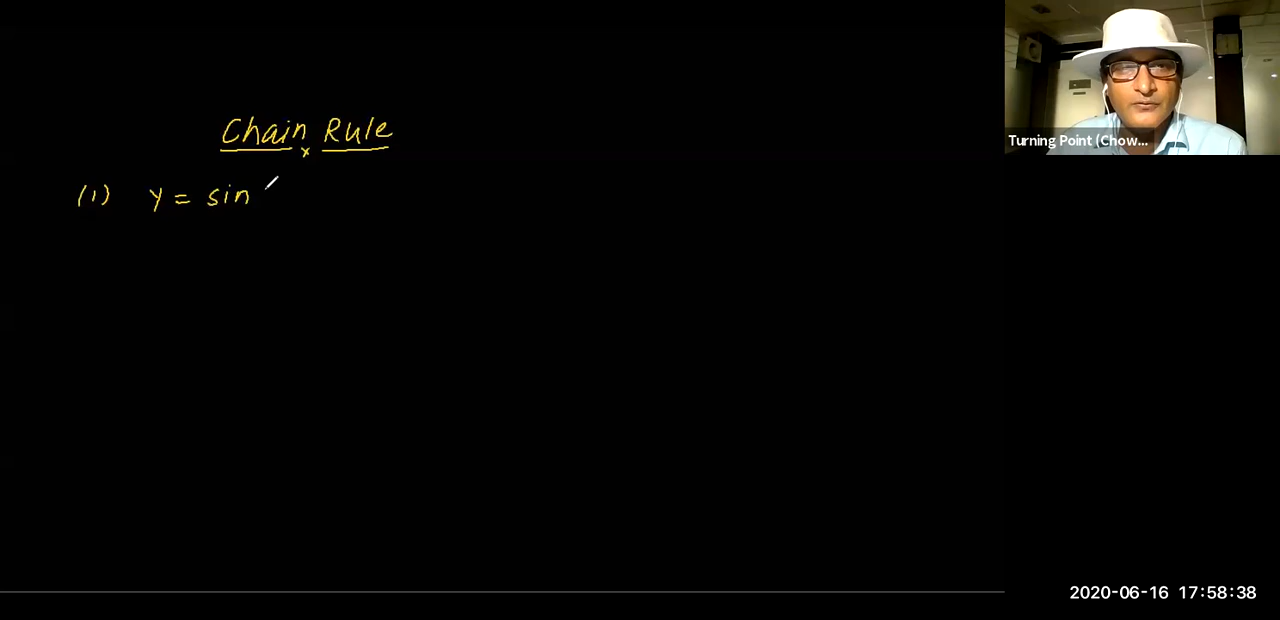 Turning Point (Chow...
Chain Rule
(1) y = sin
2020-06-16 17:58:38